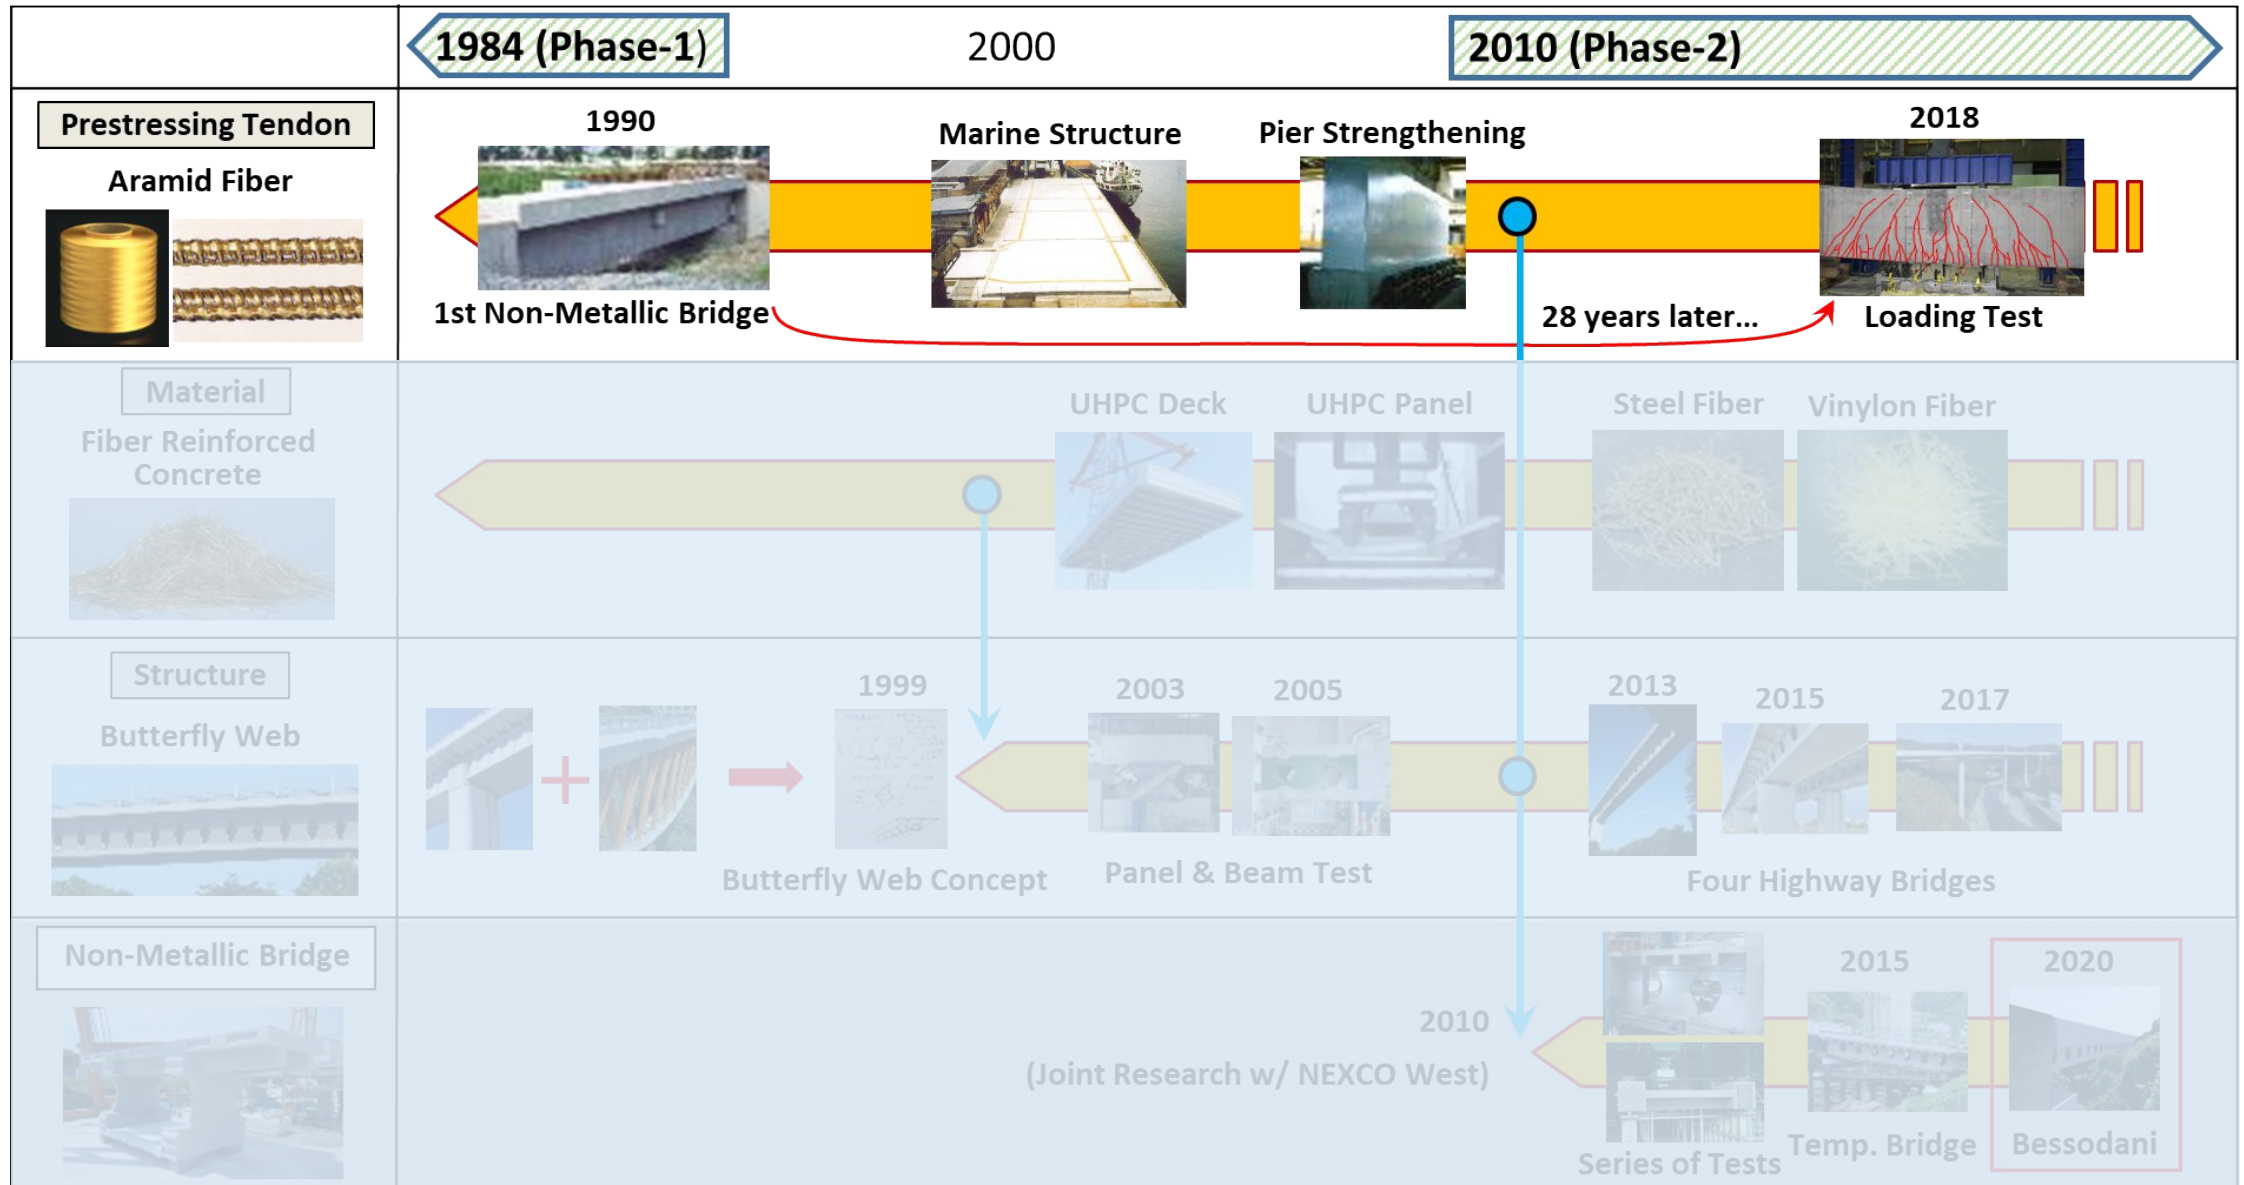 1984 (Phase-1)
2000
2010 (Phase-2)
Prestressing Tendon
Aramid Fiber
1990
1st Non-Metallic Bridge
Marine Structure
Pier Strengthening
28 years later...
2018
Loading Test
Material
Fiber Reinforced
Concrete
UHPC Deck
UHPC Panel
Steel Fiber
Vinylon Fiber
Structure
Butterfly Web
1999
Butterfly Web Concept
2003
2005
Panel & Beam Test
2013
2015
2017
Four Highway Bridges
Non-Metallic Bridge
2010
(Joint Research w/ NEXCO West)
Series of Tests
2015
Temp. Bridge
2020
Bessodani